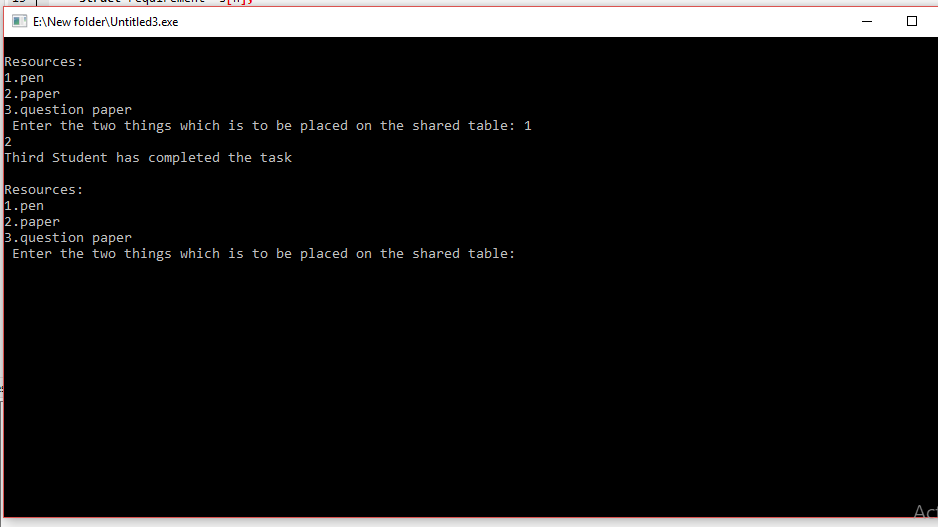 E:\New folder\Untitled3.exe
Resources:
1.pen
2.paper
3.question paper
Enter the two things which is to be placed on the shared table: 1
2
Third Student has completed the task
Resources:
1.pen
2.paper
3.question paper
Enter the two things which is to be placed on the shared table: